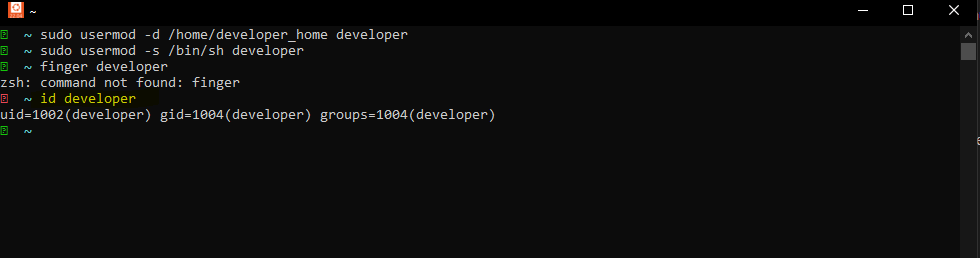 ~
~ sudo usermod -d /home/developer_home developer
~ sudo usermod -s /bin/sh developer
~ finger developer
zsh: command not found: finger
~ id developer
uid=1002(developer) gid=1004(developer) groups=1004(developer)
~